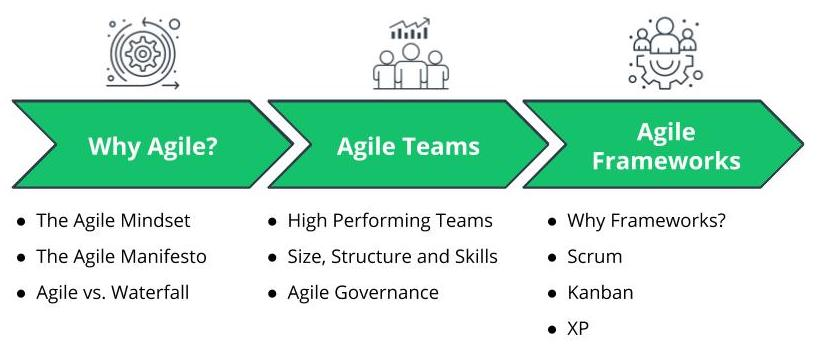 Why Agile?
Agile Teams
Agile
Frameworks
• The Agile Mindset
• The Agile Manifesto
• Agile vs. Waterfall
• High Performing Teams
• Size, Structure and Skills
• Agile Governance
• Why Frameworks?
• Scrum
• Kanban
• XP